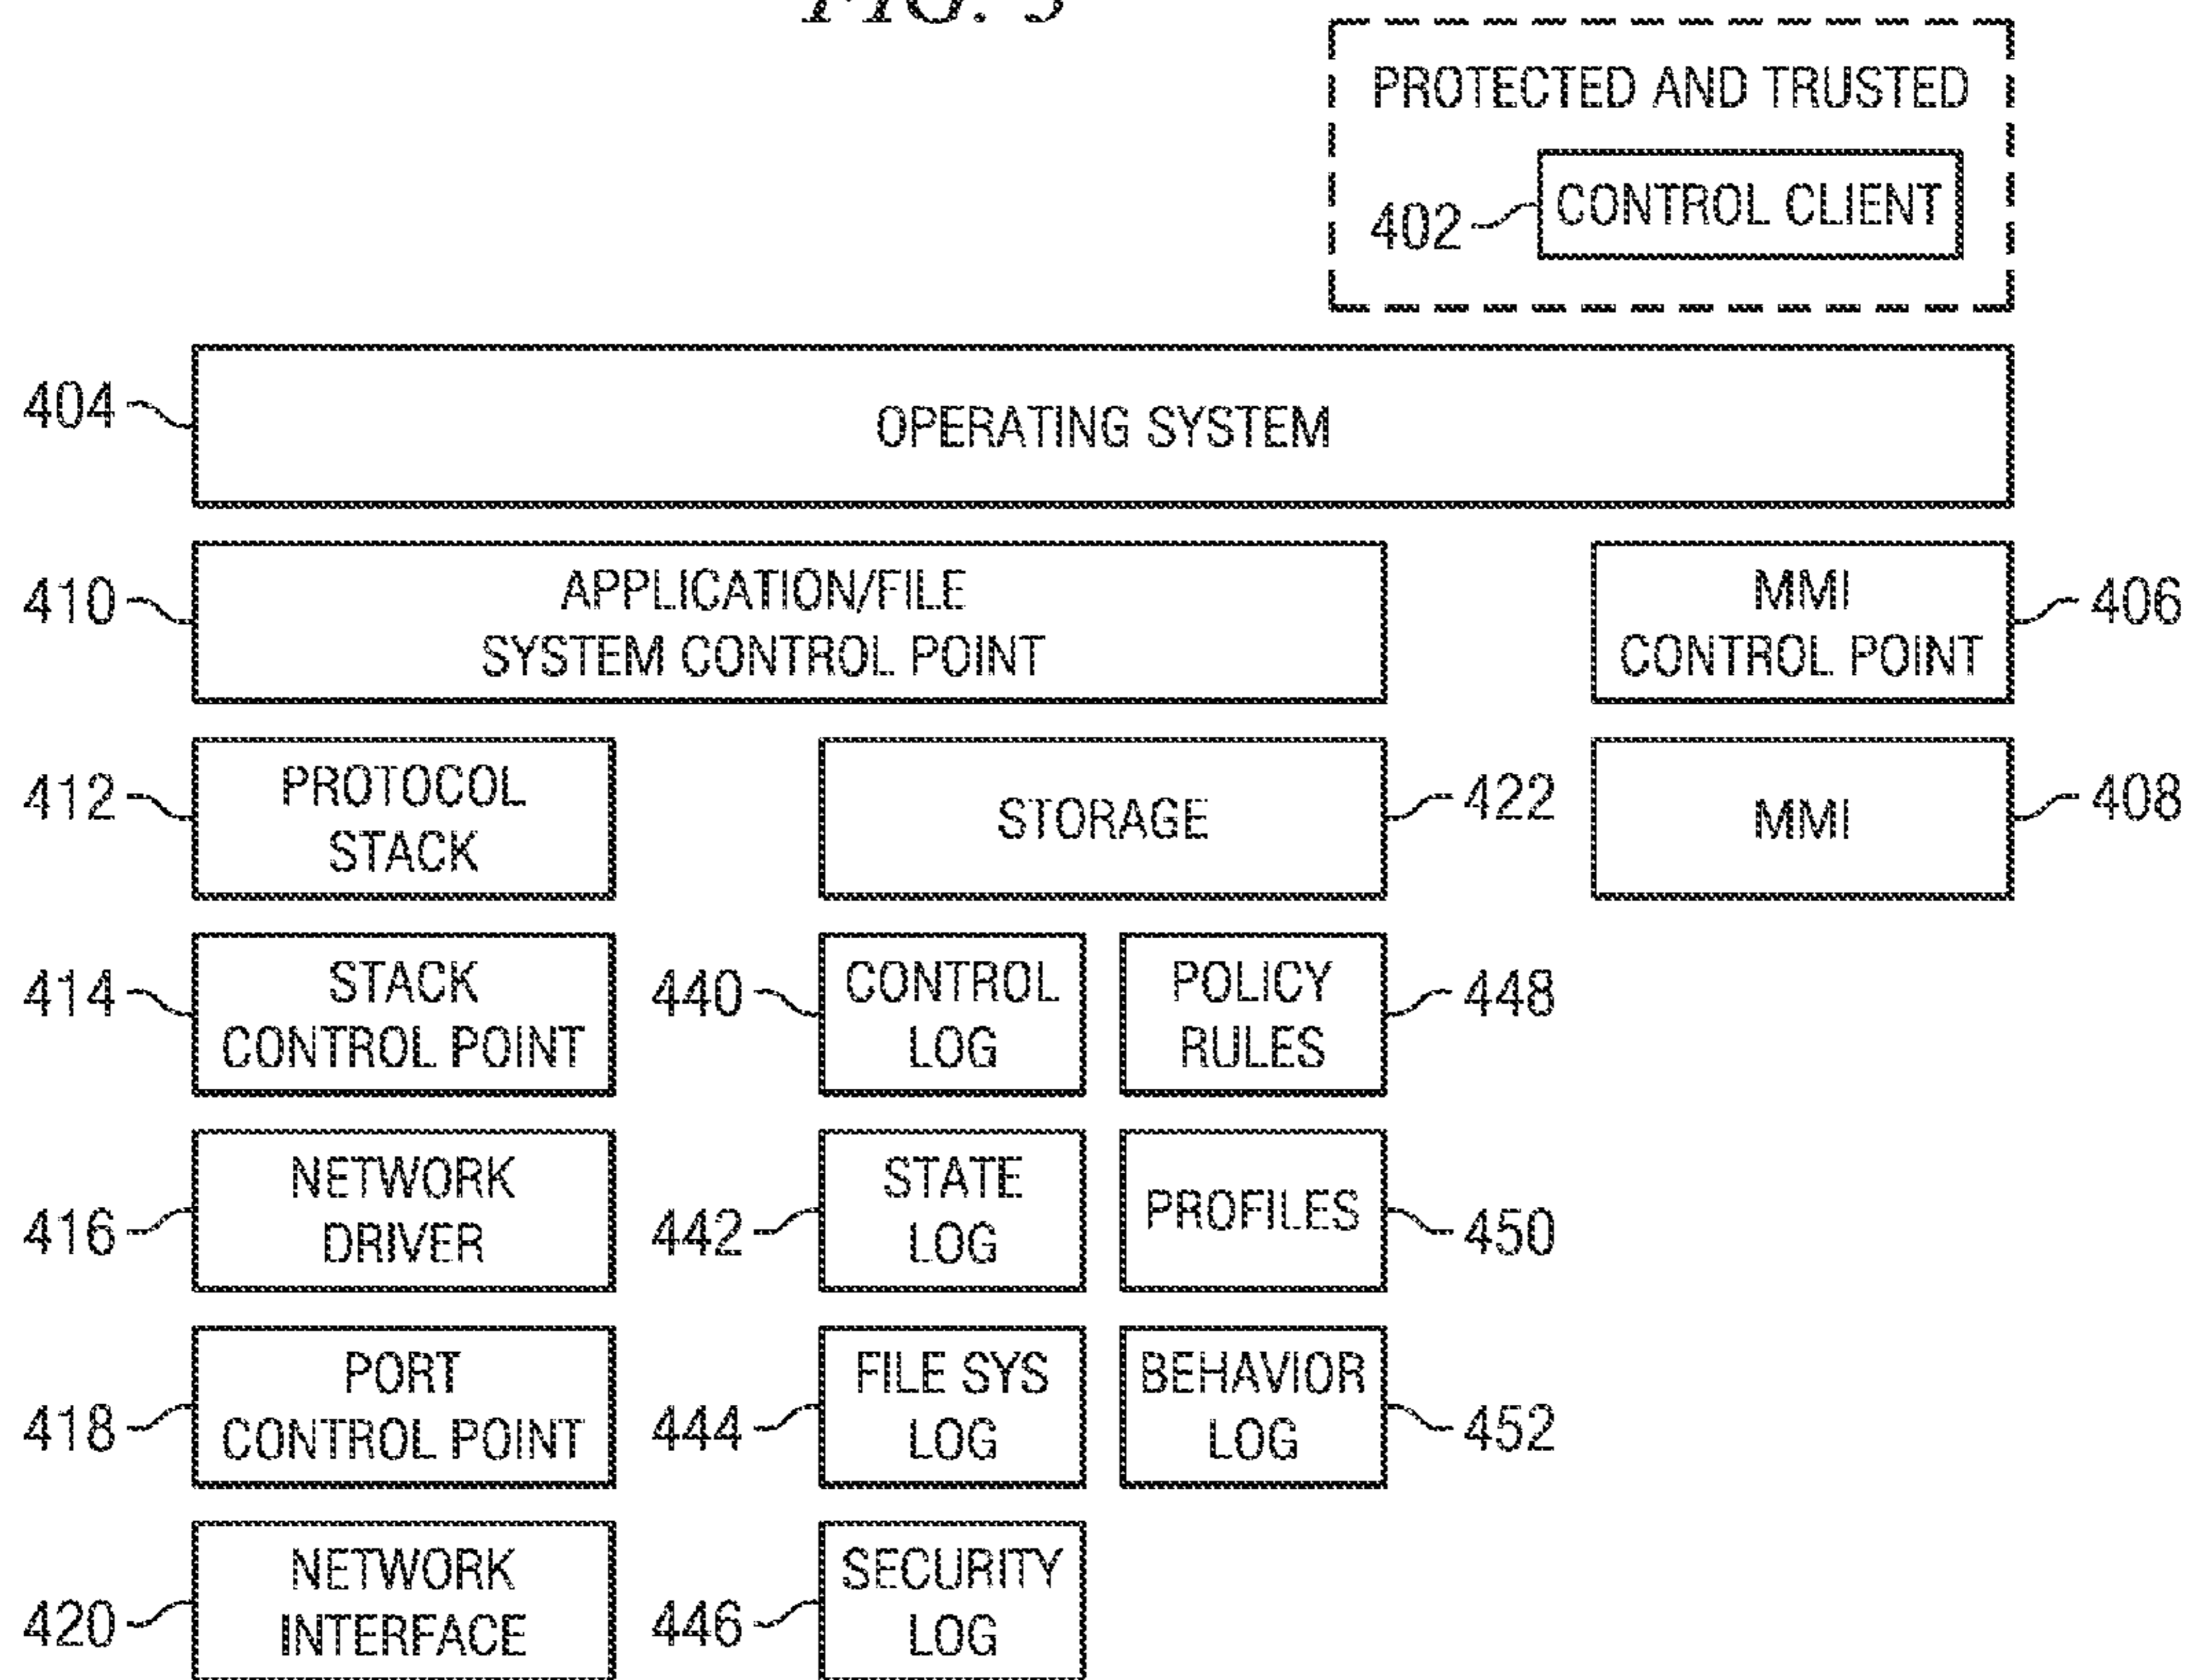 FIG. 3
PROTECTED AND TRUSTED
402
CONTROL CLIENT
404
OPERATING SYSTEM
410
APPLICATION/FILE
SYSTEM CONTROL POINT
MMI
CONTROL POINT
406
412
PROTOCOL
STACK
STORAGE
422
MMI
408
414
STACK
CONTROL POINT
440
CONTROL
LOG
POLICY
RULES
448
416
NETWORK
DRIVER
442
STATE
LOG
PROFILES
450
418
PORT
CONTROL POINT
444
FILE SYS
LOG
BEHAVIOR
LOG
452
420
NETWORK
INTERFACE
446
SECURITY
LOG